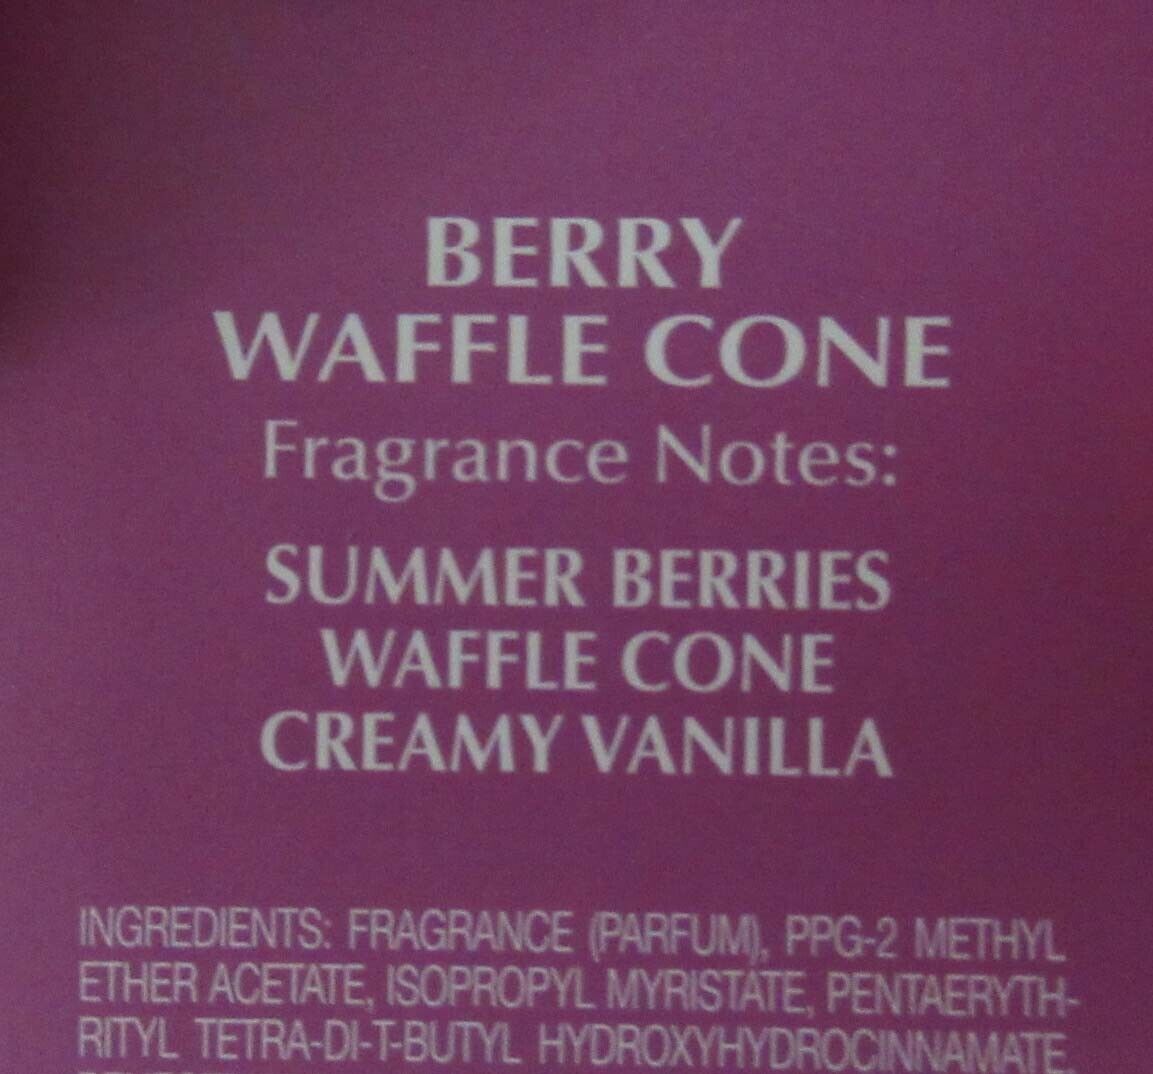 BERRY
WAFFLE CONE
Fragrance Notes:
SUMMER BERRIES
WAFFLE CONE
CREAMY VANILLA
INGREDIENTS: FRAGRANCE (PARFUM), PPG-2 METHYL
ETHER ACETATE, ISOPROPYL MYRISTATE, PENTAERYTH-
RITYL TETRA-DI-T-BUTYL HYDROXYHYDROCINNAMATE,